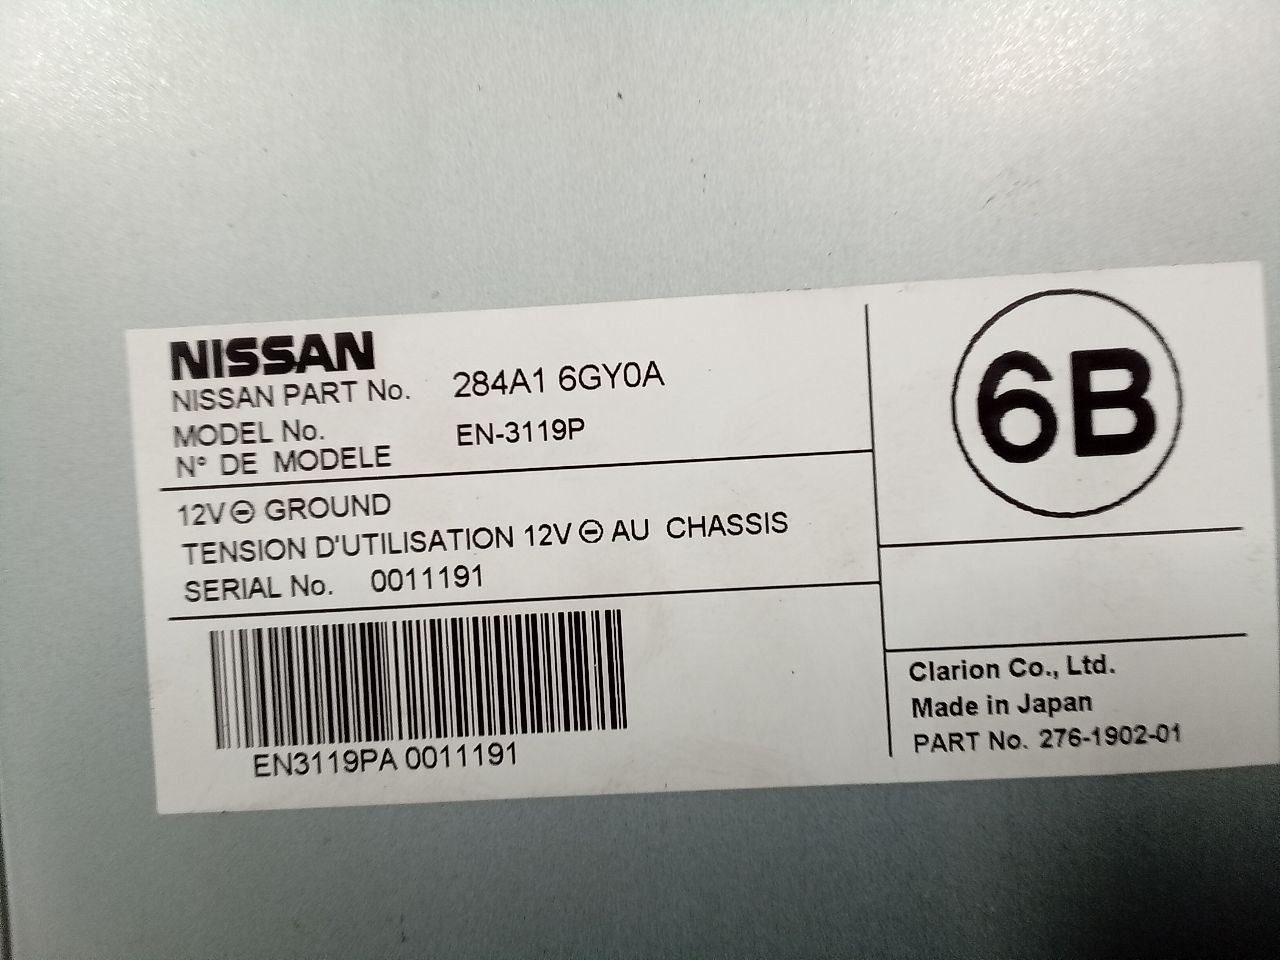 NISSAN
NISSAN PART No. 284A1 6GY0A
MODEL No.
N° DE MODELE EN-3119P
12V⊖ GROUND
TENSION D'UTILISATION 12V⊖ AU CHASSIS
SERIAL No. 0011191
EN3119PA 0011191
6B
Clarion Co., Ltd.
Made in Japan
PART No. 276-1902-01